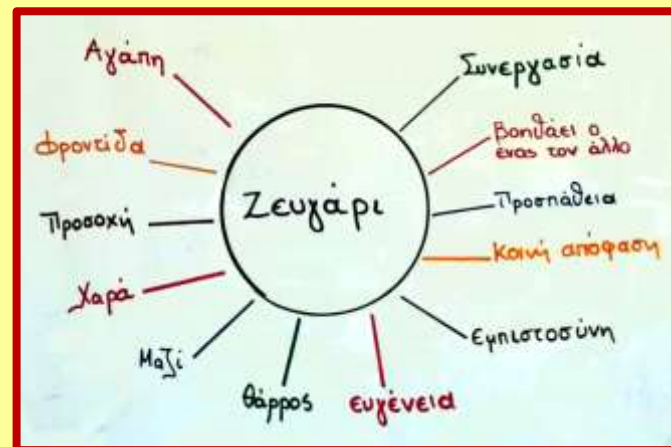 Αγάπη
Συνεργασία
Φροντίδα
βοηθάει ο
ένας τον άλλο
Προσοχή
Ζευγάρι
Προσπάθεια
Κοινή απόφαση
Χαρά
Μαζί
Εμπιστοσύνη
θάρρος
ευγένεια